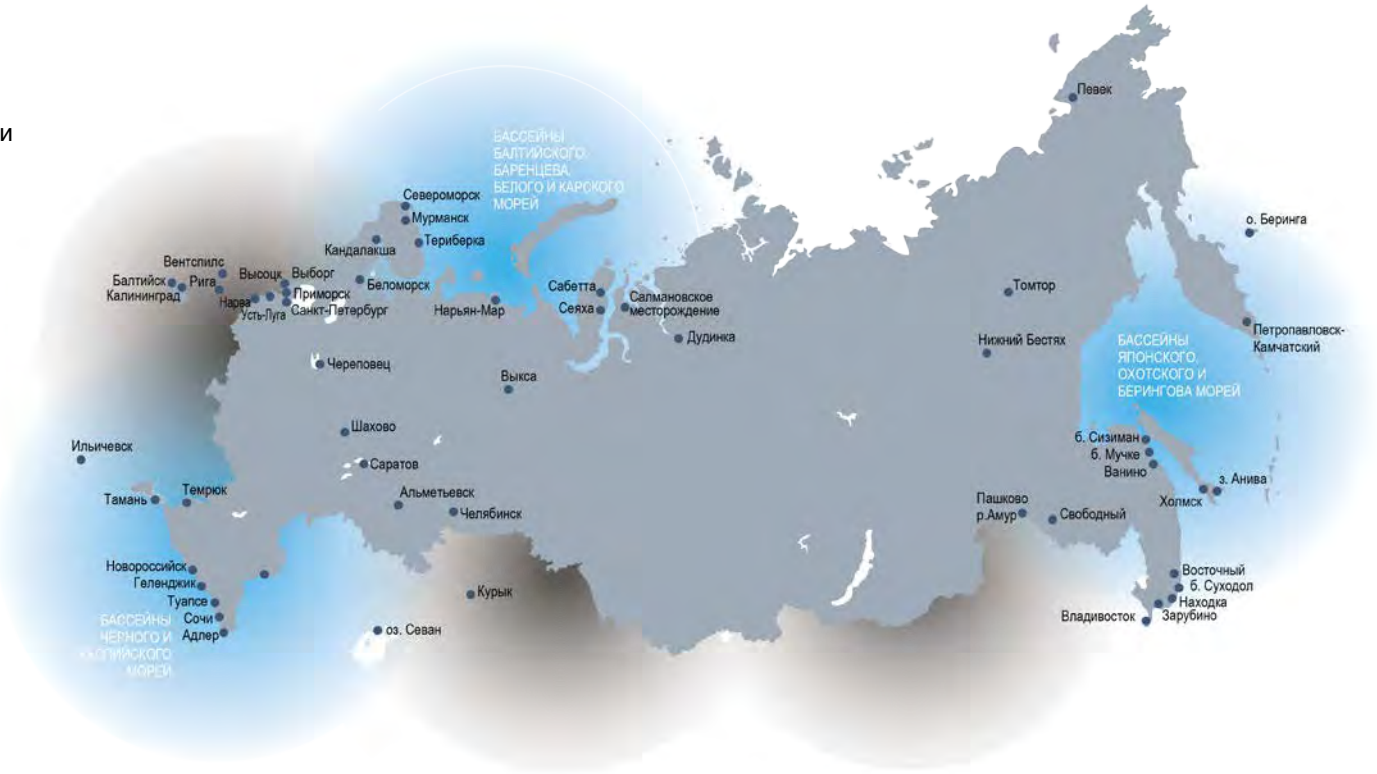 и
Певек
БАССЕЙНЫ
БАЛТИЙСКОГО,
БАРЕНЦЕВА,
БЕЛОГО И КАРСКОГО
МОРЕЙ
Североморск
Мурманск
Териберка
Кандалакша
о. Беринга
Вентспилс
Балтийск
Рига
Калининград
Высоцк
Выборг
Приморск
Нарва
Усть-Луга
Санкт-Петербург
Беломорск
Нарьян-Мар
Сабетта
Сеяха
Салмановское
месторождение
Дудинка
Томтор
Нижний Бестях
Петропавловск-
Камчатский
БАССЕЙНЫ
ЯПОНСКОГО,
ОХОТСКОГО И
БЕРИНГОВА МОРЕЙ
Череповец
Выкса
Шахово
Саратов
Ильичевск
Тамань
Темрюк
Альметьевск
Челябинск
б. Сизиман
б. Мучке
Ванино
з. Анива
Холмск
Пашково
р.Амур
Свободный
Новороссийск
Геленджик
Туапсе
Сочи
Адлер
БАССЕЙНЫ
ЧЕРНОГО И
КАСПИЙСКОГО
МОРЕЙ
Курык
оз. Севан
Восточный
б. Суходол
Находка
Зарубино
Владивосток